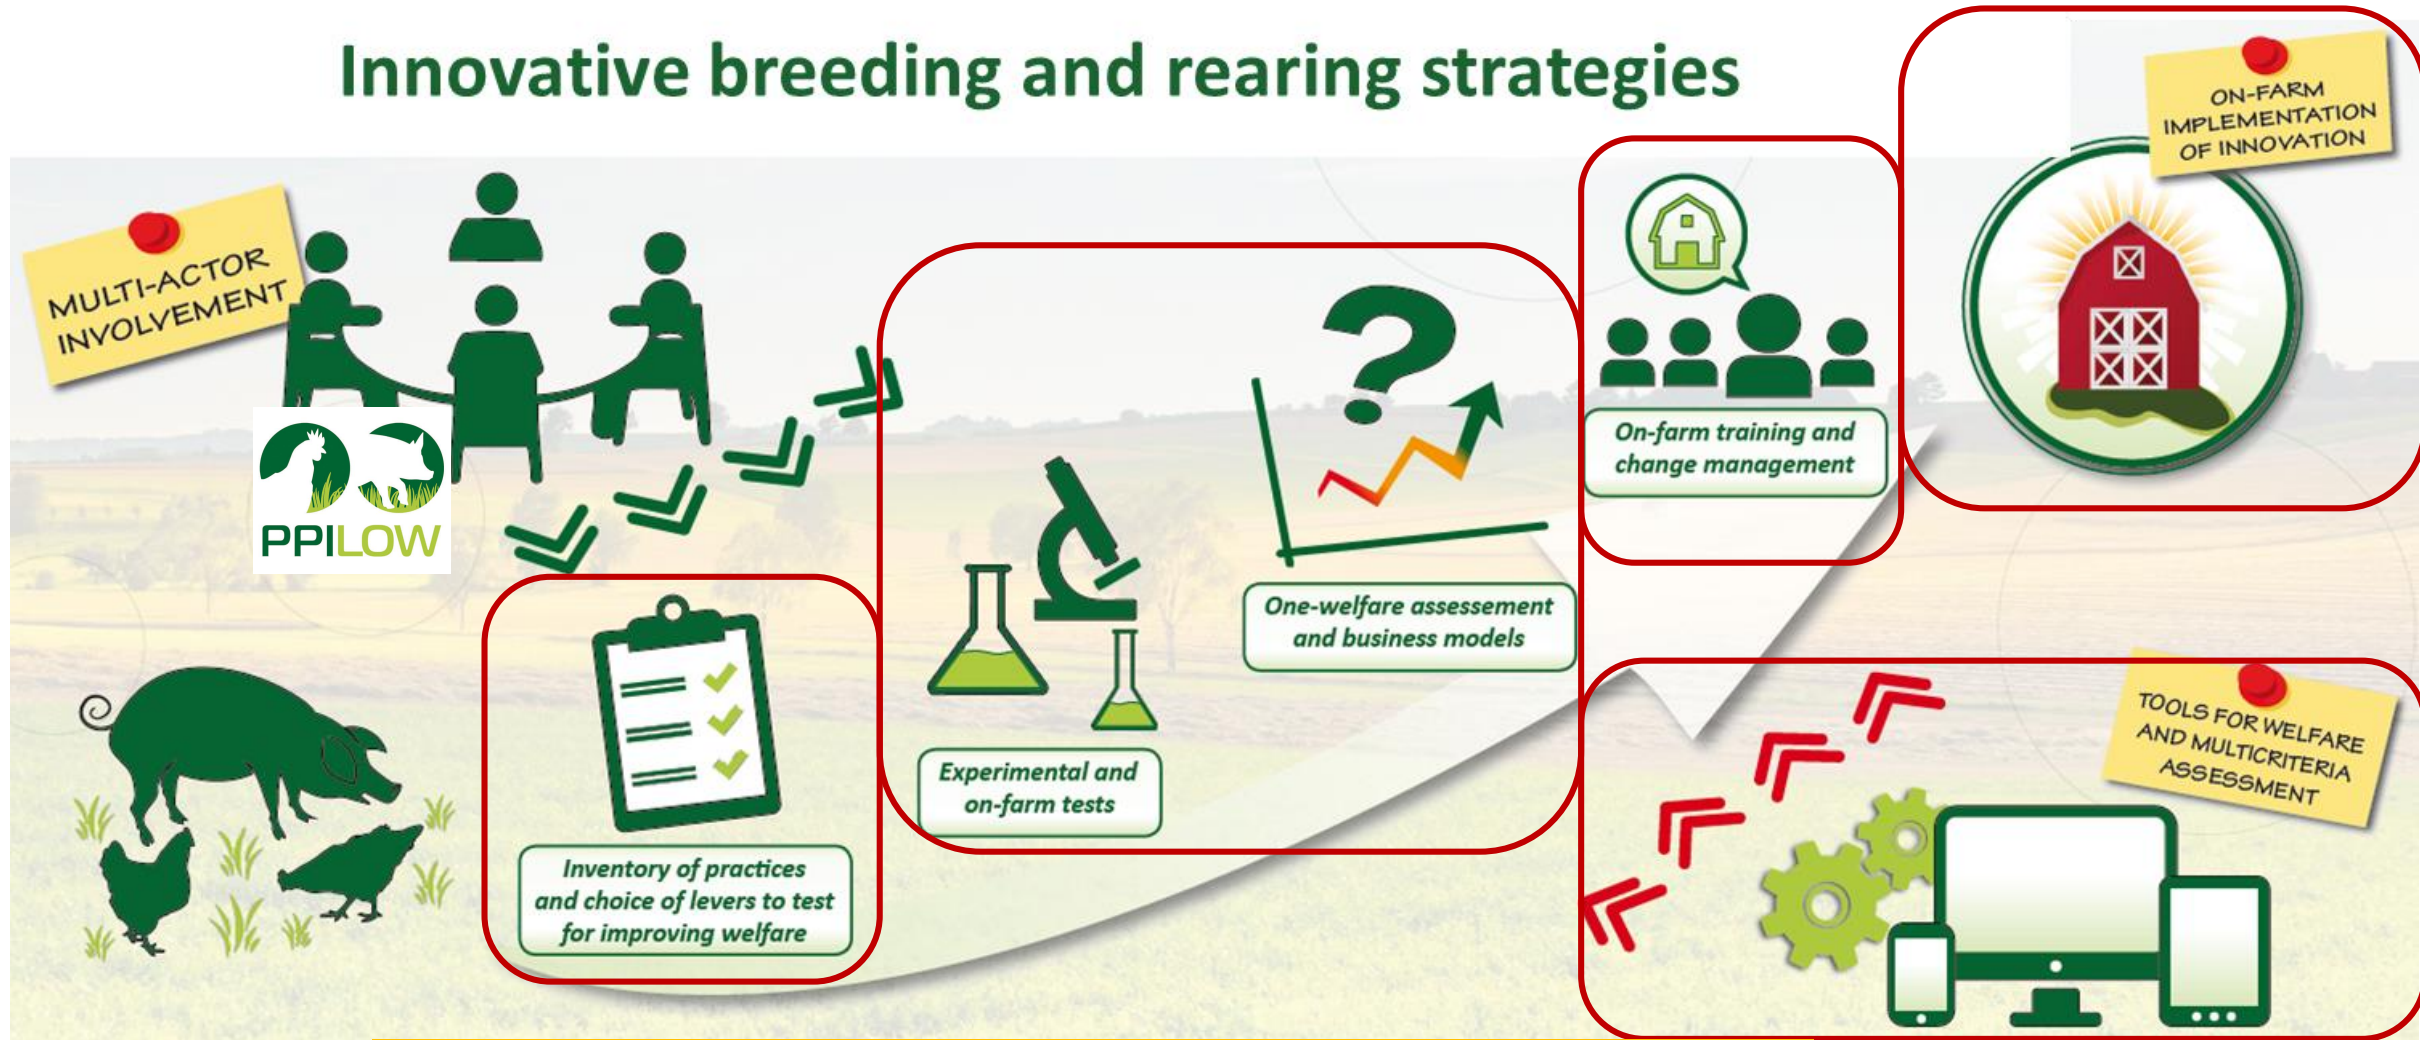 Innovative breeding and rearing strategies
MULTI-ACTOR
INVOLVEMENT
PPILOW
Inventory of practices
and choice of levers to test
for improving welfare
Experimental and
on-farm tests
One-welfare assessement
and business models
On-farm training and
change management
ON-FARM
IMPLEMENTATION
OF INNOVATION
TOOLS FOR WELFARE
AND MULTICRITERIA
ASSESSMENT